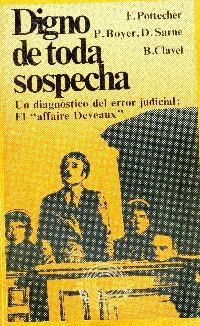 Digno
de toda
sospecha
F. Pottecher
P. Boyer, D. Sarne
B. Clavel
Un diagnóstico del error judicial:
El "affaire Deveaux"